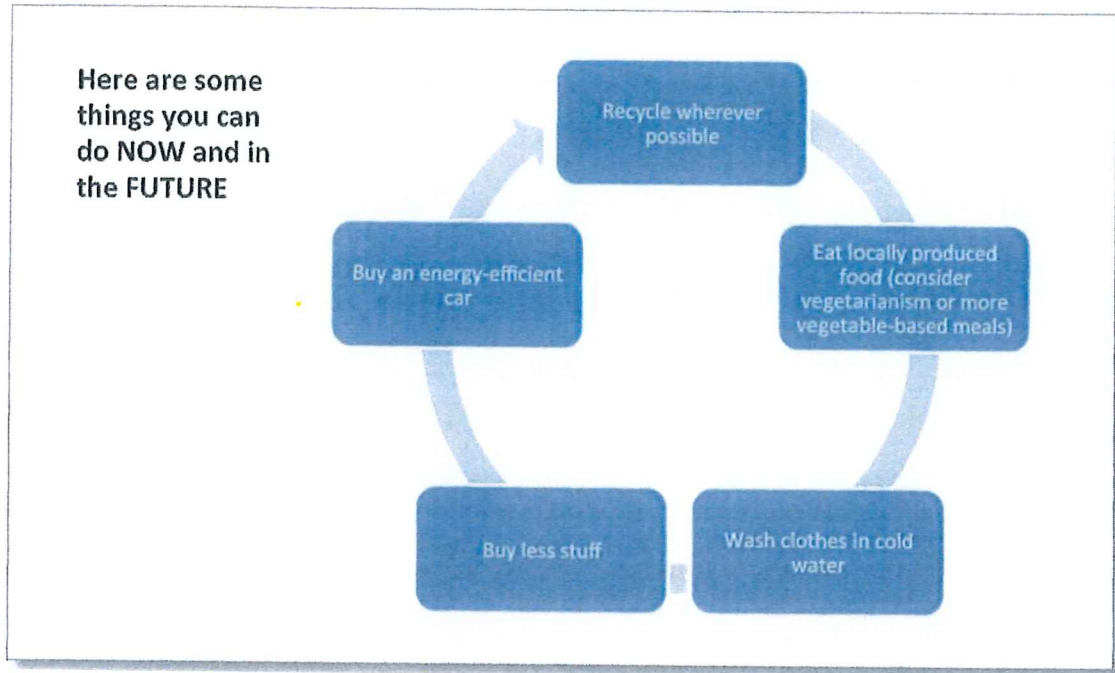 Here are some
things you can
do NOW and in
the FUTURE
Recycle wherever
possible
Eat locally produced
food (consider
vegetarianism or more
vegetable-based meals)
Wash clothes in cold
water
Buy less stuff
Buy an energy-efficient
car